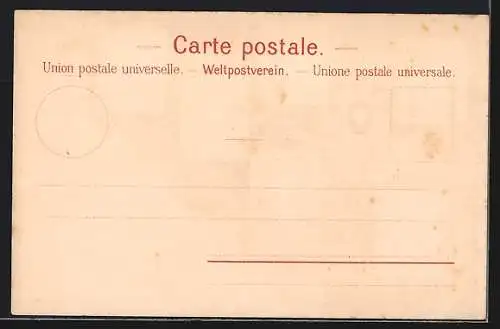 — Carte postale. —
Union postale universelle. — Weltpostverein. — Unione postale universale.